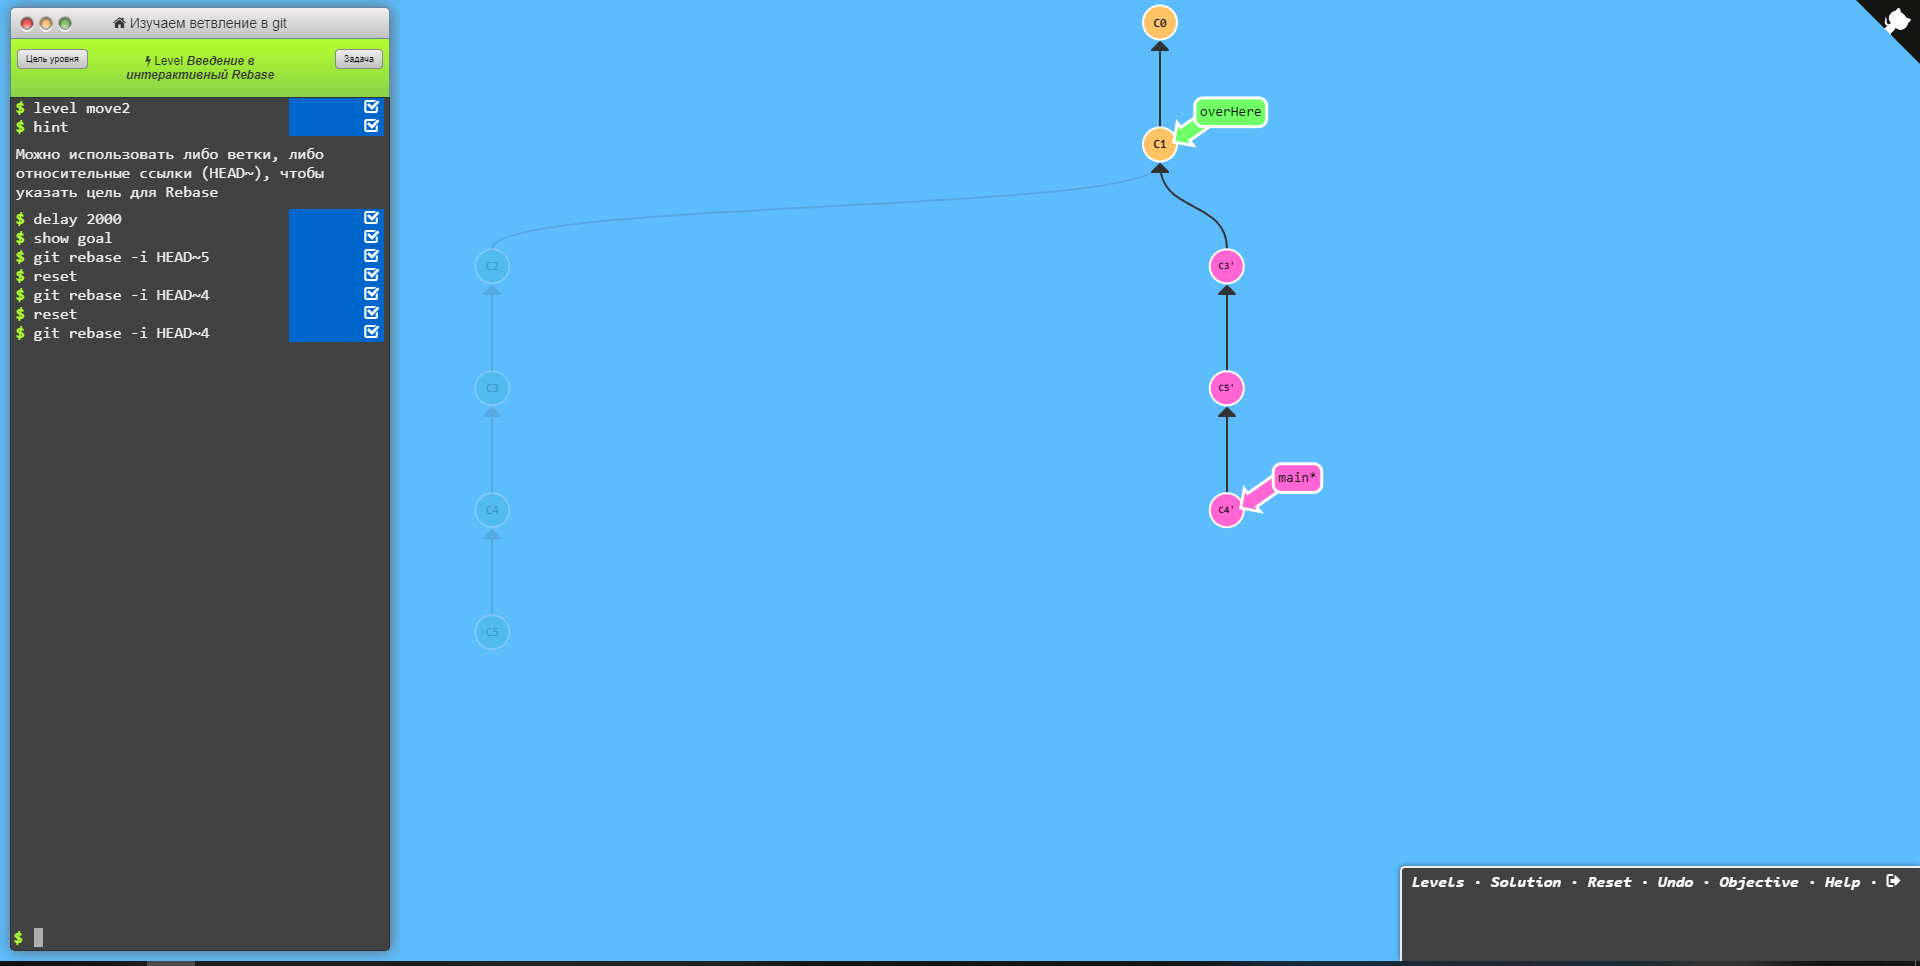 Изучаем ветвление в git
Цель уровня
Level Введение в
интерактивный Rebase
Задача
$ level move2
$ hint
Можно использовать либо ветки, либо
относительные ссылки (HEAD~), чтобы
указать цель для Rebase
$ delay 2000
$ show goal
$ git rebase -i HEAD~5
$ reset
$ git rebase -i HEAD~4
$ reset
$ git rebase -i HEAD~4
$
C0
overHere
C1
C2
C3'
C3
C5'
main*
C4
C4'
C5
Levels · Solution · Reset · Undo · Objective · Help ·